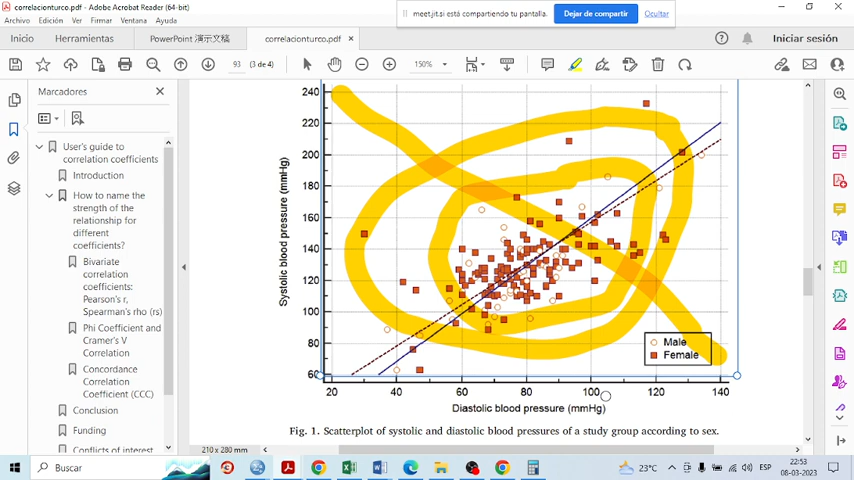 correlacionturco.pdf - Adobe Acrobat Reader (64-bit)
Archivo Edición Ver Firmar Ventana Ayuda
meet.jit.si está compartiendo tu pantalla.
Dejar de compartir
Ocultar
Inicio
Herramientas
PowerPoint 演示文稿
correlacionturco.pdf
Iniciar sesión
93
(3 de 4)
150%
Marcadores
User's guide to
correlation coefficients
Introduction
How to name the
strength of the
relationship for
different
coefficients?
Bivariate
correlation
coefficients:
Pearson's r,
Spearman's rho (rs)
Phi Coefficient and
Cramer's V
Correlation
Concordance
Correlation
Coefficient (CCC)
Conclusion
Funding
Conflicts of interest
210 x 280 mm
Systolic blood pressure (mmHg)
240
220
200
180
160
140
120
100
80
60
20 40 60 80 100 120 140
Diastolic blood pressure (mmHg)
Male
Female
Fig. 1. Scatterplot of systolic and diastolic blood pressures of a study group according to sex.
Buscar
23°C
ESP
22:53
08-03-2023